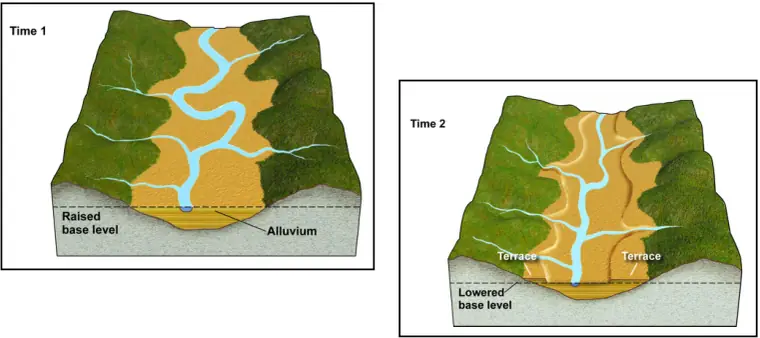 Time 1
Raised
base level
Alluvium
Time 2
Terrace
Terrace
Lowered
base level